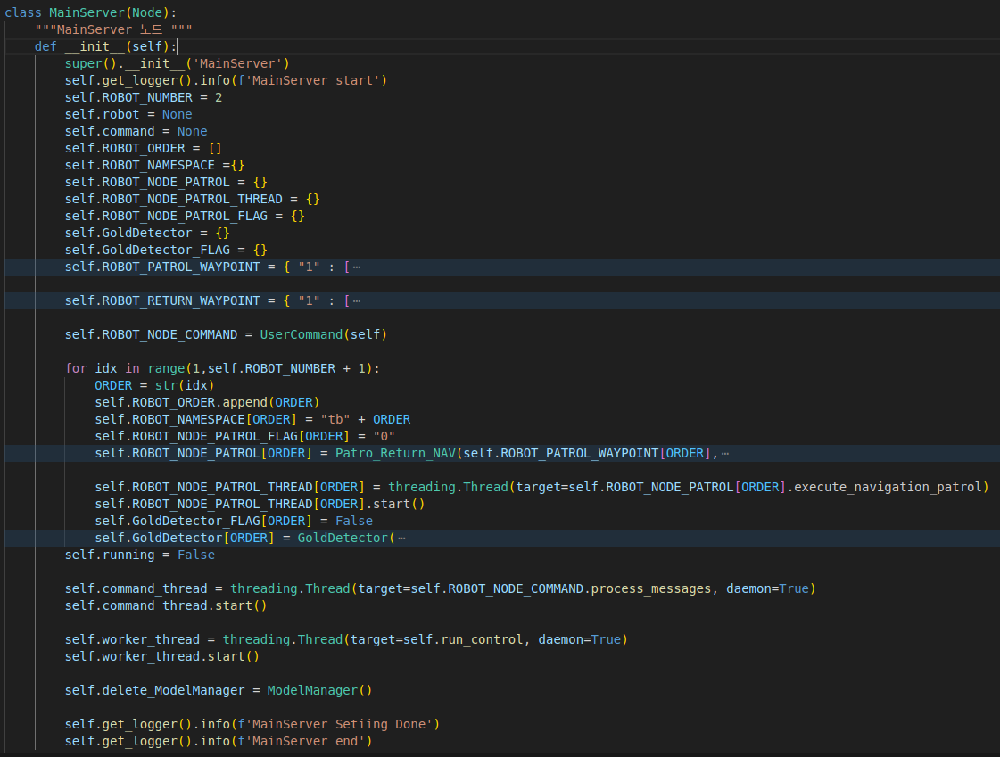 class MainServer(Node):
    """MainServer 노드 """
    def __init__(self):
        super().__init__('MainServer')
        self.get_logger().info(f'MainServer start')
        self.ROBOT_NUMBER = 2
        self.robot = None
        self.command = None
        self.ROBOT_ORDER = []
        self.ROBOT_NAMESPACE ={}
        self.ROBOT_NODE_PATROL = {}
        self.ROBOT_NODE_PATROL_THREAD = {}
        self.ROBOT_NODE_PATROL_FLAG = {}
        self.GoldDetector = {}
        self.GoldDetector_FLAG = {}
        self.ROBOT_PATROL_WAYPOINT = { "1" : [⋯
        self.ROBOT_RETURN_WAYPOINT = { "1" : [⋯
        self.ROBOT_NODE_COMMAND = UserCommand(self)
        for idx in range(1,self.ROBOT_NUMBER + 1):
            ORDER = str(idx)
            self.ROBOT_ORDER.append(ORDER)
            self.ROBOT_NAMESPACE[ORDER] = "tb" + ORDER
            self.ROBOT_NODE_PATROL_FLAG[ORDER] = "0"
            self.ROBOT_NODE_PATROL[ORDER] = Patro_Return_NAV(self.ROBOT_PATROL_WAYPOINT[ORDER],⋯
            self.ROBOT_NODE_PATROL_THREAD[ORDER] = threading.Thread(target=self.ROBOT_NODE_PATROL[ORDER].execute_navigation_patrol)
            self.ROBOT_NODE_PATROL_THREAD[ORDER].start()
            self.GoldDetector_FLAG[ORDER] = False
            self.GoldDetector[ORDER] = GoldDetector(⋯
        self.running = False
        self.command_thread = threading.Thread(target=self.ROBOT_NODE_COMMAND.process_messages, daemon=True)
        self.command_thread.start()
        self.worker_thread = threading.Thread(target=self.run_control, daemon=True)
        self.worker_thread.start()
        self.delete_ModelManager = ModelManager()
        self.get_logger().info(f'MainServer Setiing Done')
        self.get_logger().info(f'MainServer end')